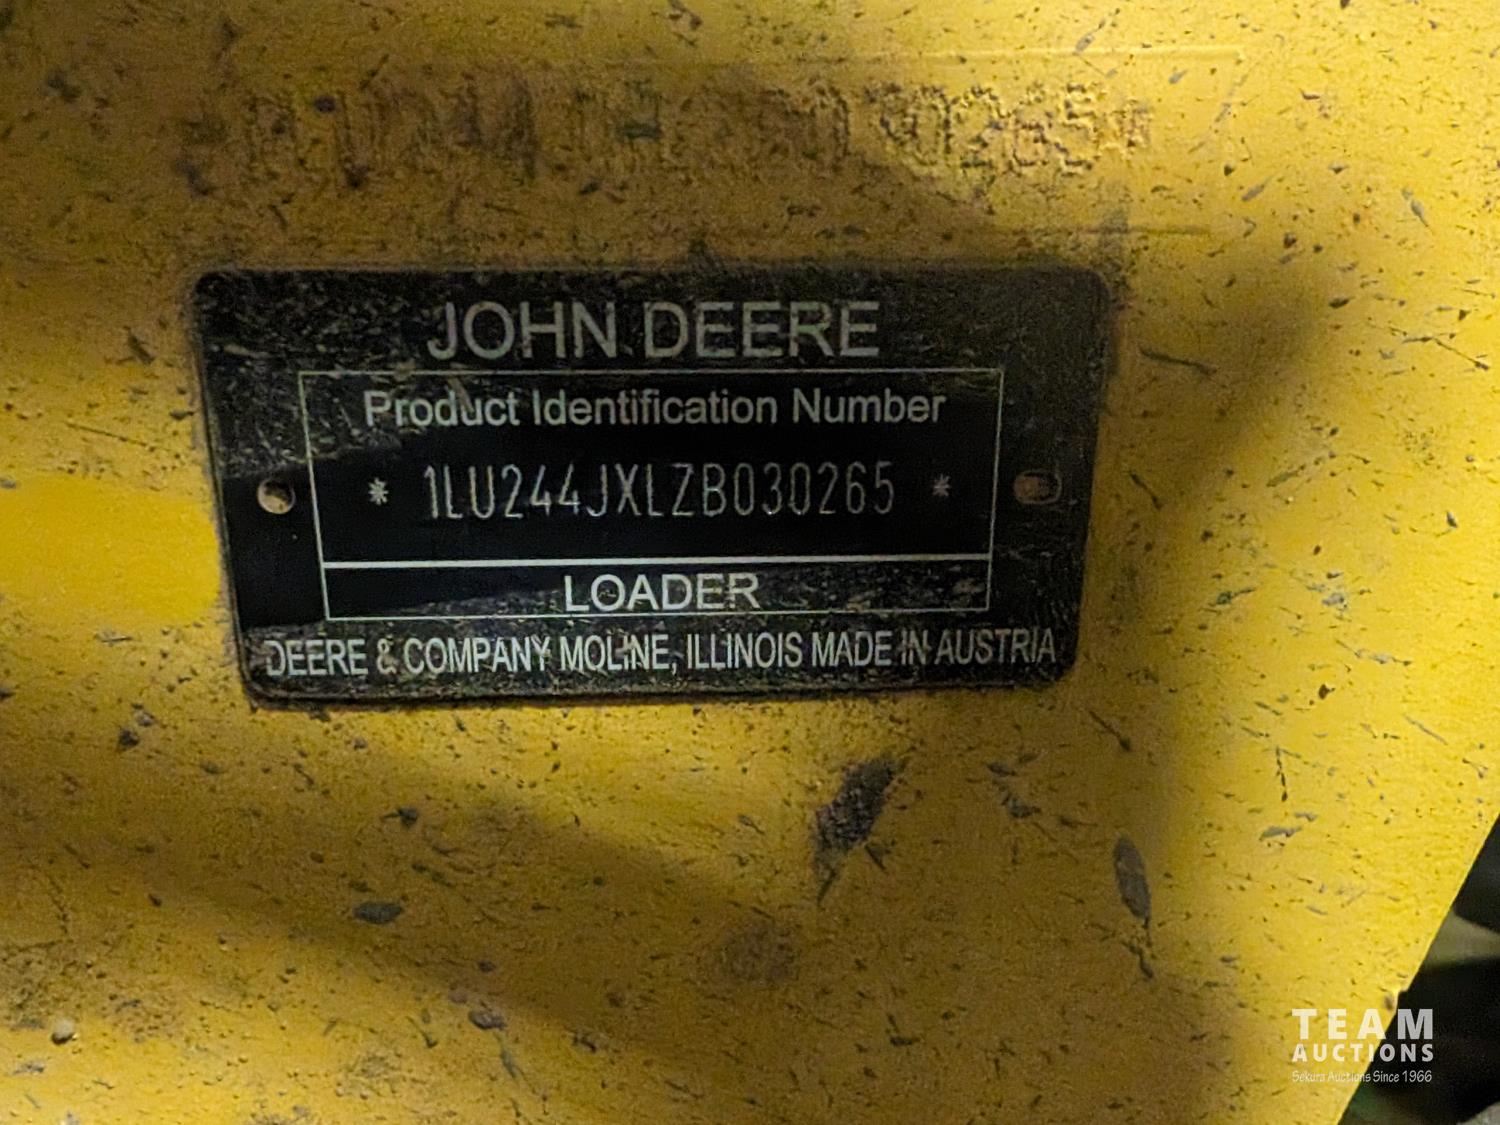 JOHN DEERE
Product Identification Number
* 1LU244JXLZB030265 *
LOADER
DEERE & COMPANY MOLINE, ILLINOIS MADE IN AUSTRIA
TEAM
AUCTIONS
Sekura Auctions Since 1966